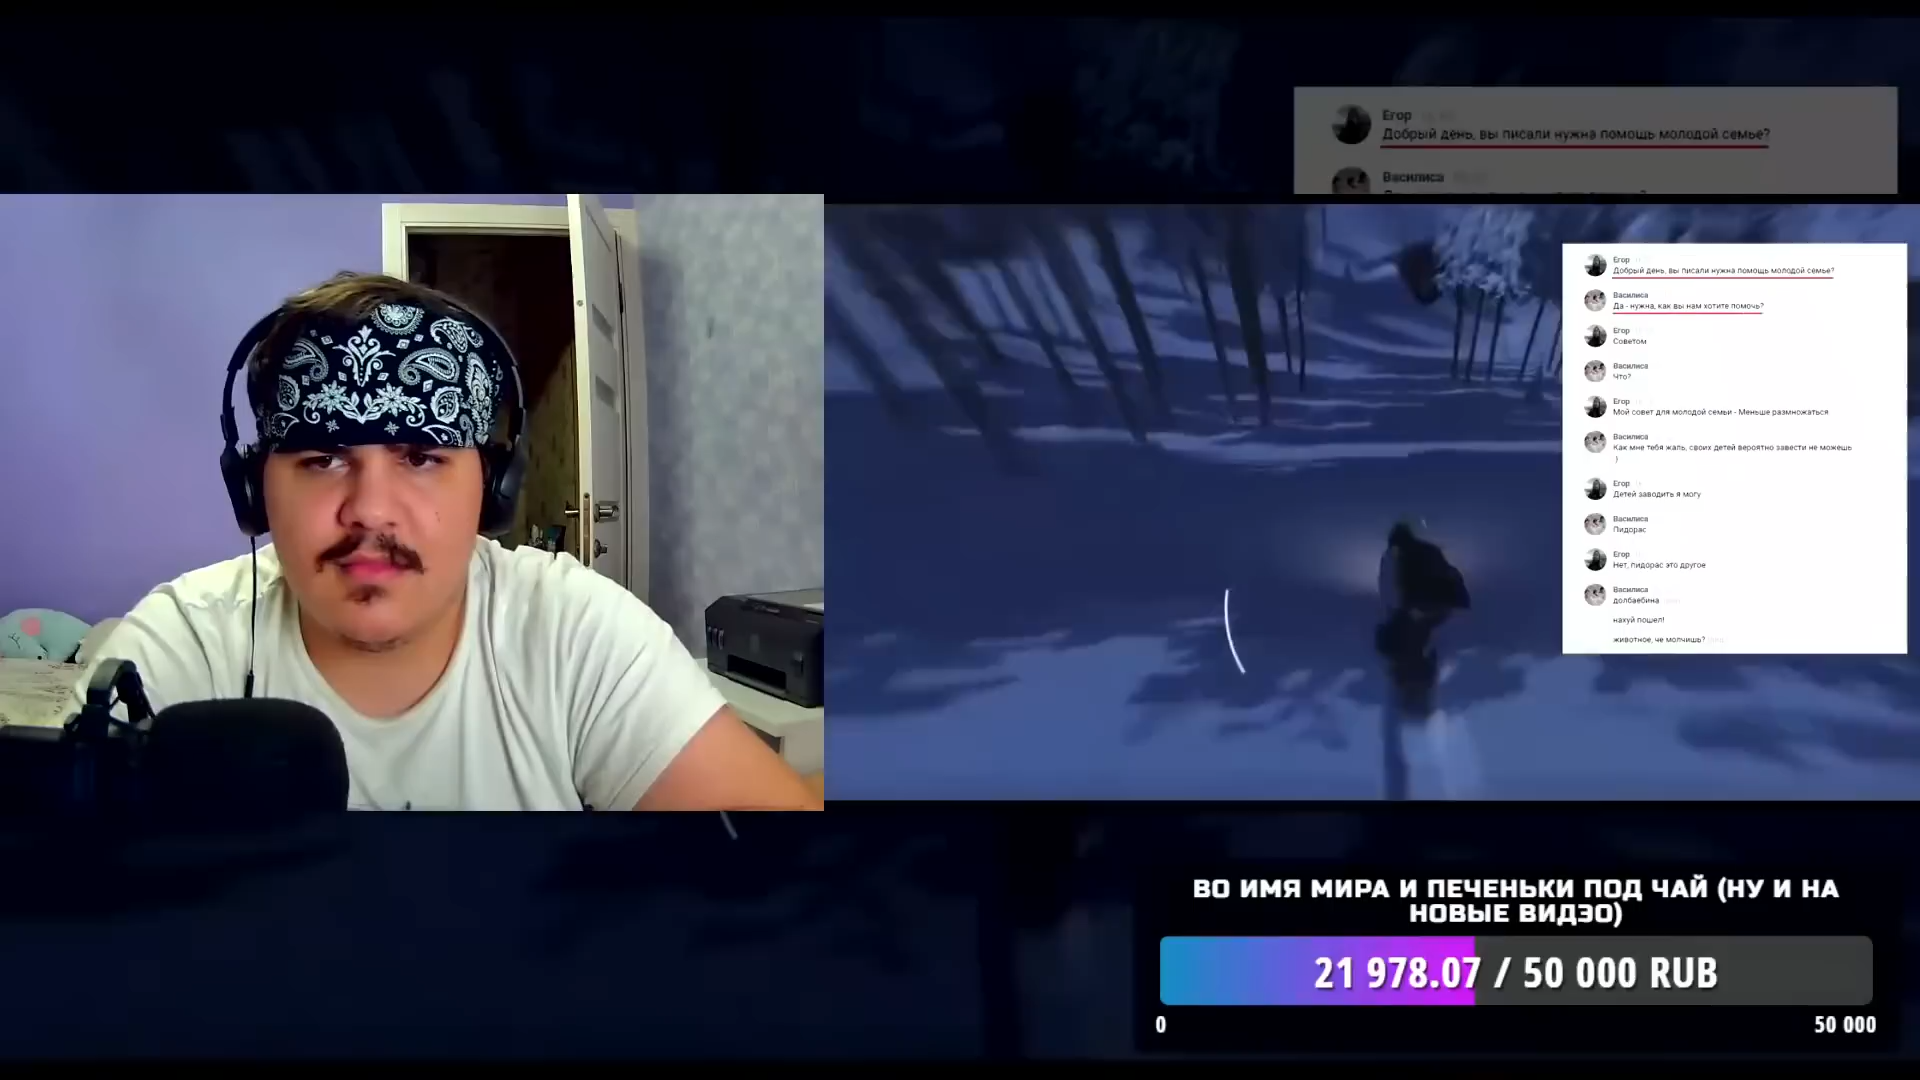 Егор
Добрый день, вы писали нужна помощь молодой семье?
Василиса
Егор
Добрый день, вы писали нужна помощь молодой семье?
Василиса
Да - нужна, как вы нам хотите помочь?
Егор
Советом
Василиса
Что?
Егор
Мой совет для молодой семьи - Меньше размножаться
Василиса
Как мне тебя жаль, своих детей вероятно завести не можешь
)
Егор
Детей заводить я могу
Василиса
Пидорас
Егор
Нет, пидорас это другое
Василиса
долбаебина
нахуй пошел!
животное, че молчишь?
ВО ИМЯ МИРА И ПЕЧЕНЬКИ ПОД ЧАЙ (НУ И НА
НОВЫЕ ВИДЭО)
21 978.07 / 50 000 RUB
0
50 000